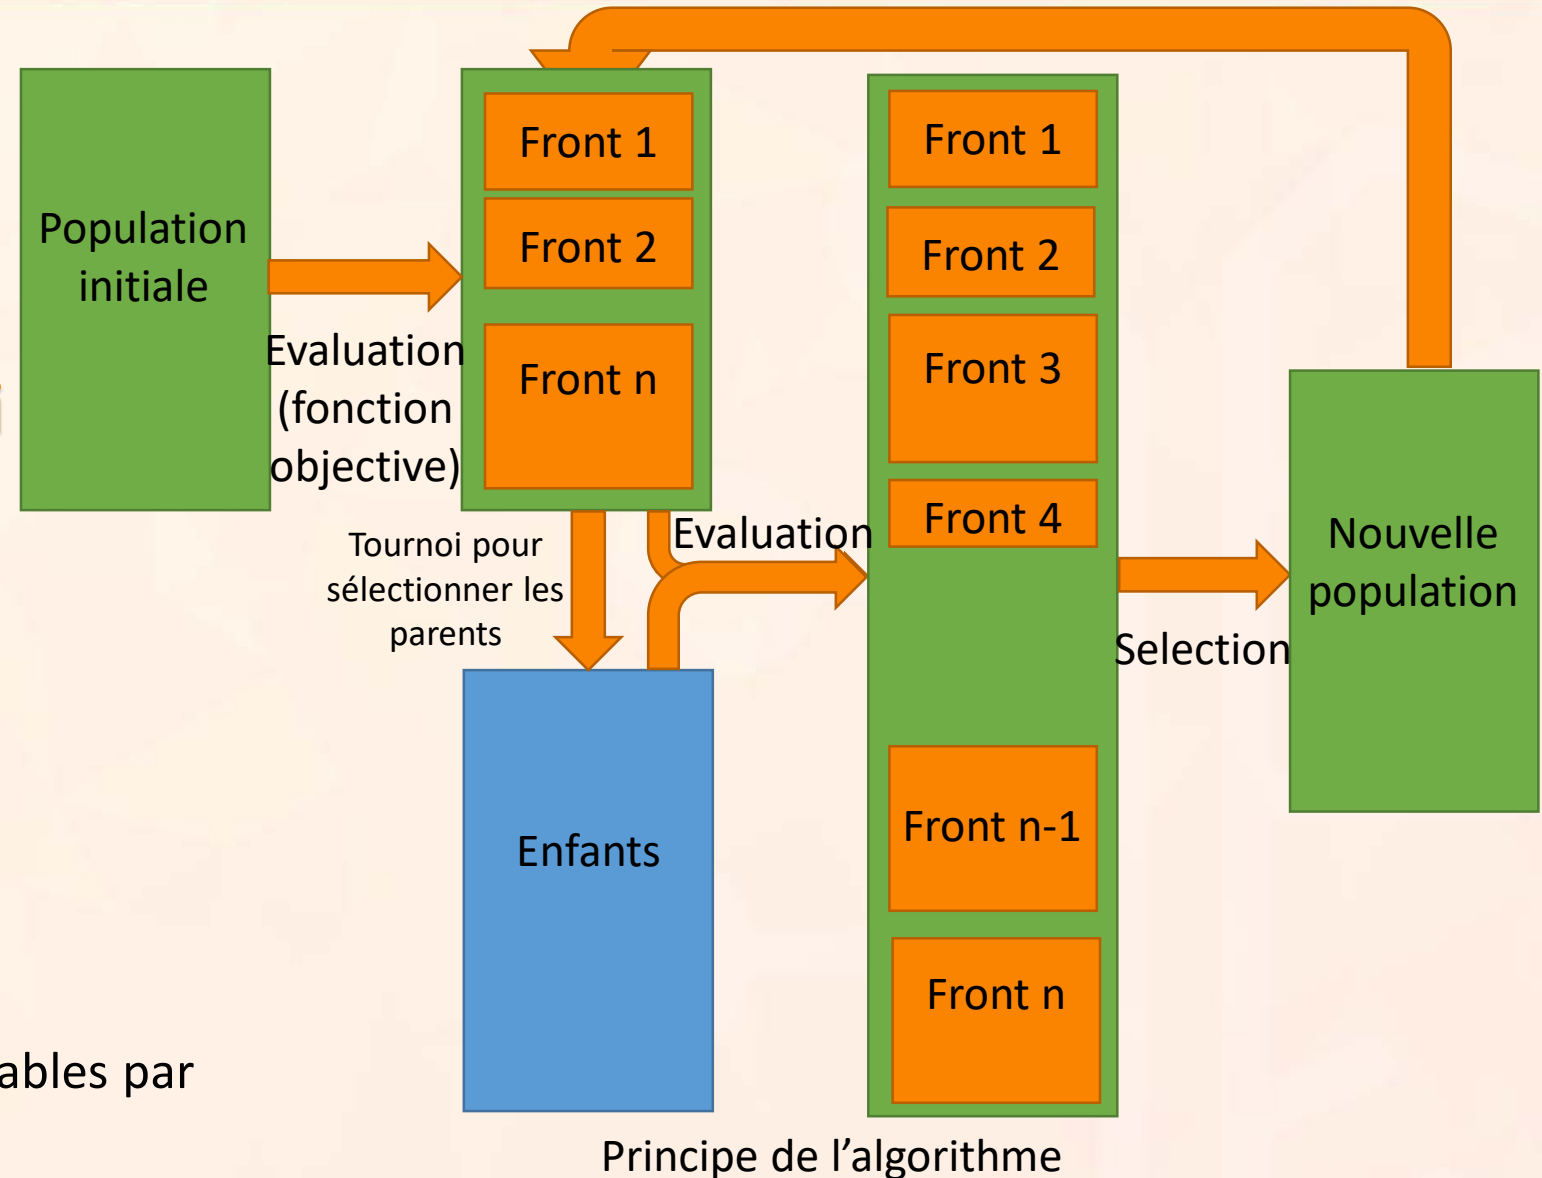 Population
initiale
Evaluation
(fonction
objective)
Front 1
Front 2
Front n
Tournoi pour
sélectionner les
parents
Evaluation
Enfants
Front 1
Front 2
Front 3
Front 4
Front n-1
Front n
Selection
Nouvelle
population
ables par
Principe de l’algorithme